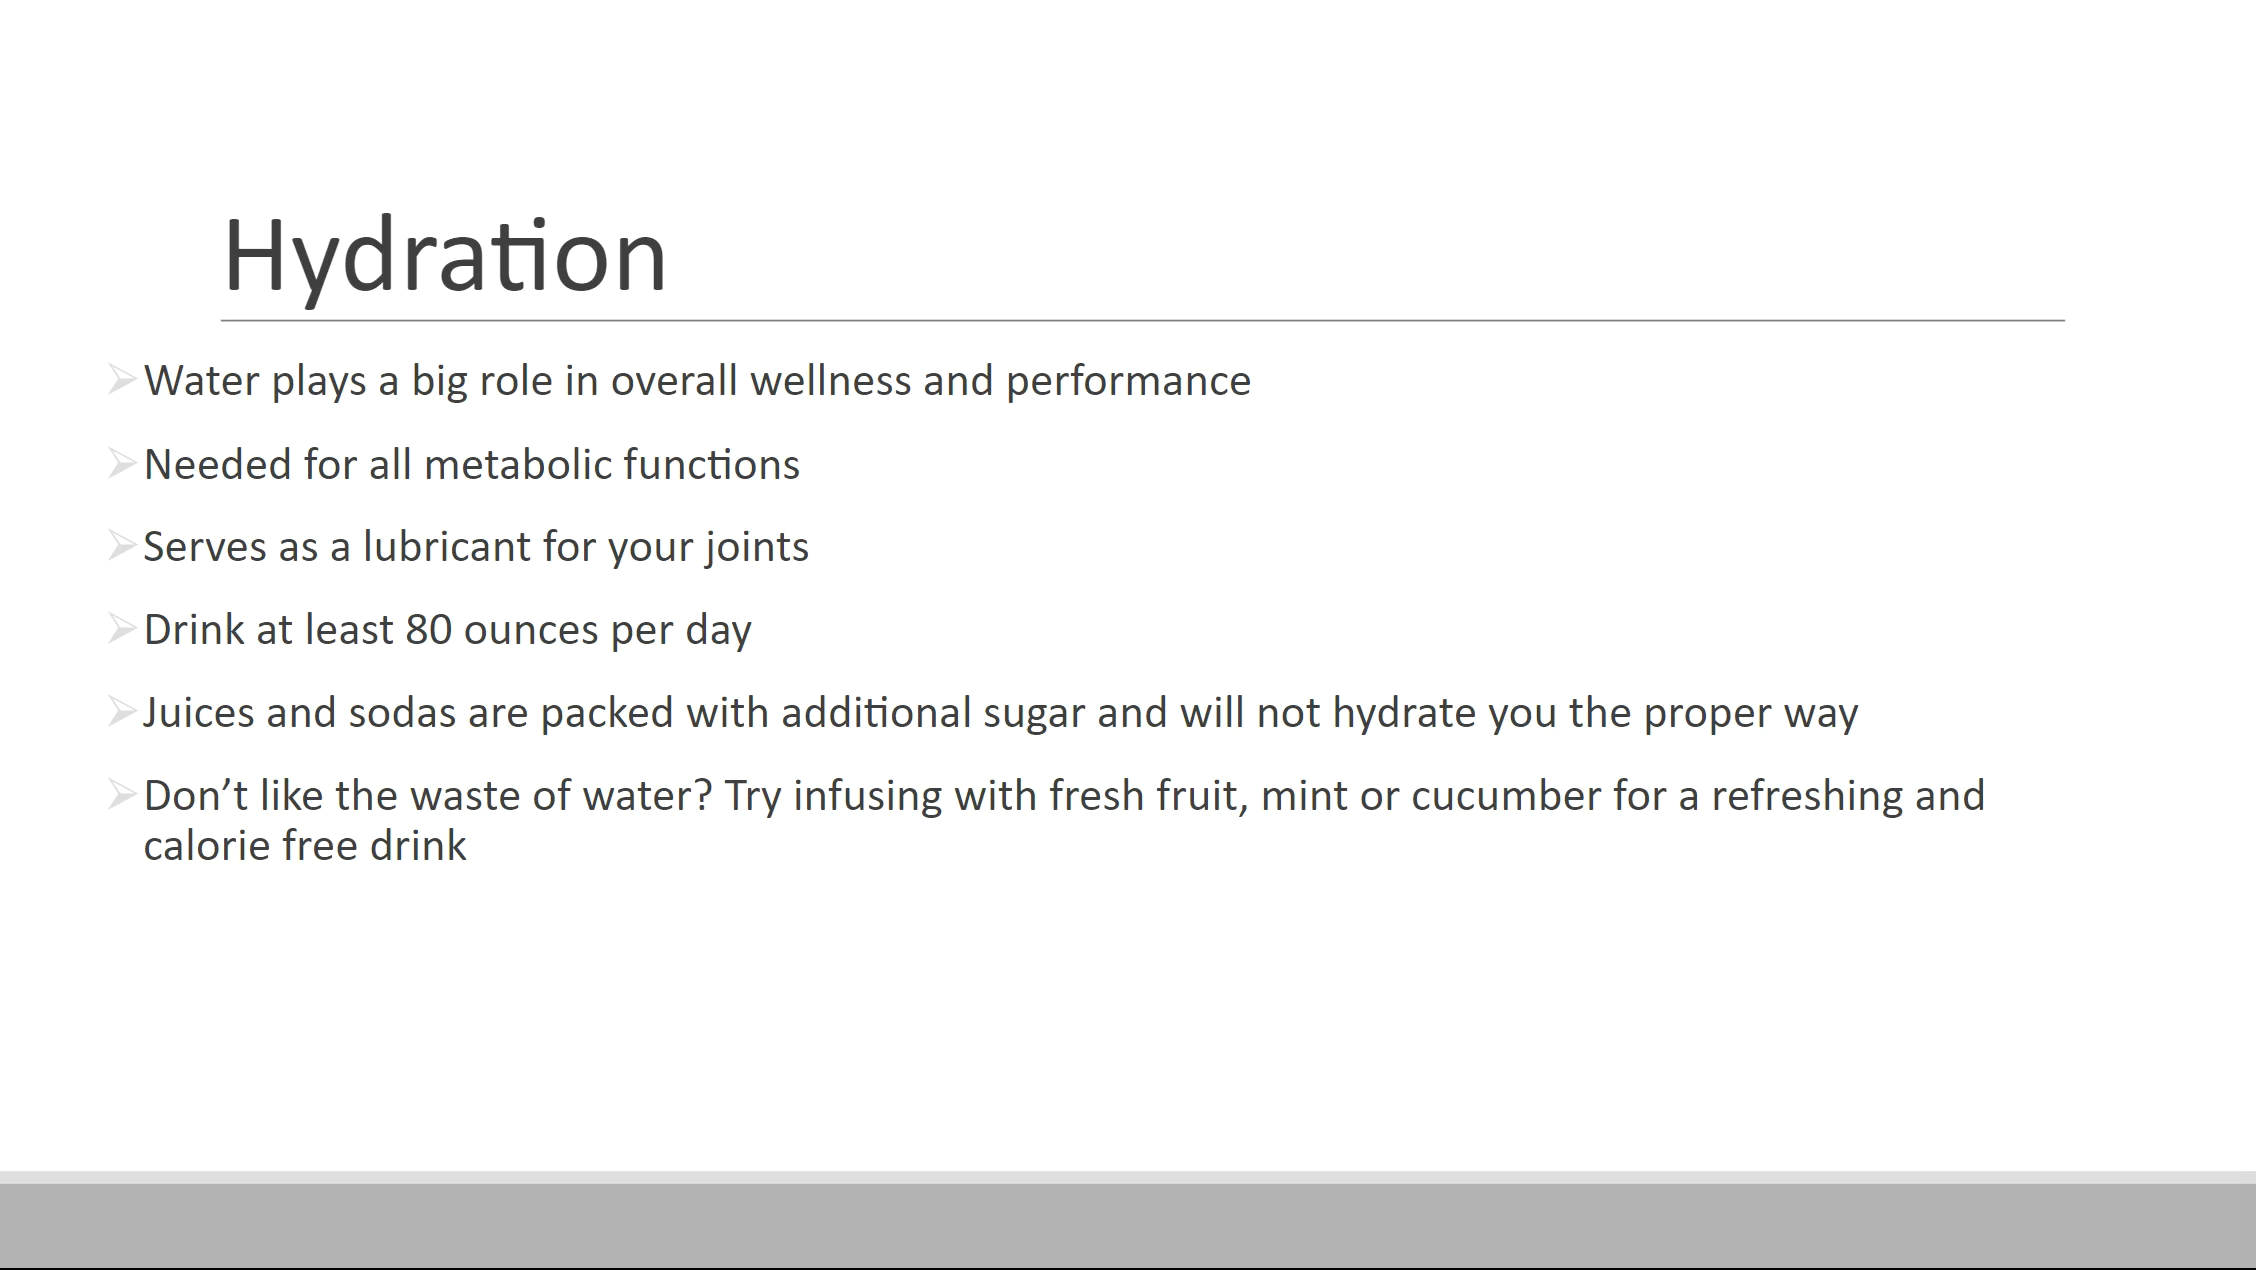 Hydration
Water plays a big role in overall wellness and performance
Needed for all metabolic functions
Serves as a lubricant for your joints
Drink at least 80 ounces per day
Juices and sodas are packed with additional sugar and will not hydrate you the proper way
Don’t like the waste of water? Try infusing with fresh fruit, mint or cucumber for a refreshing and
calorie free drink